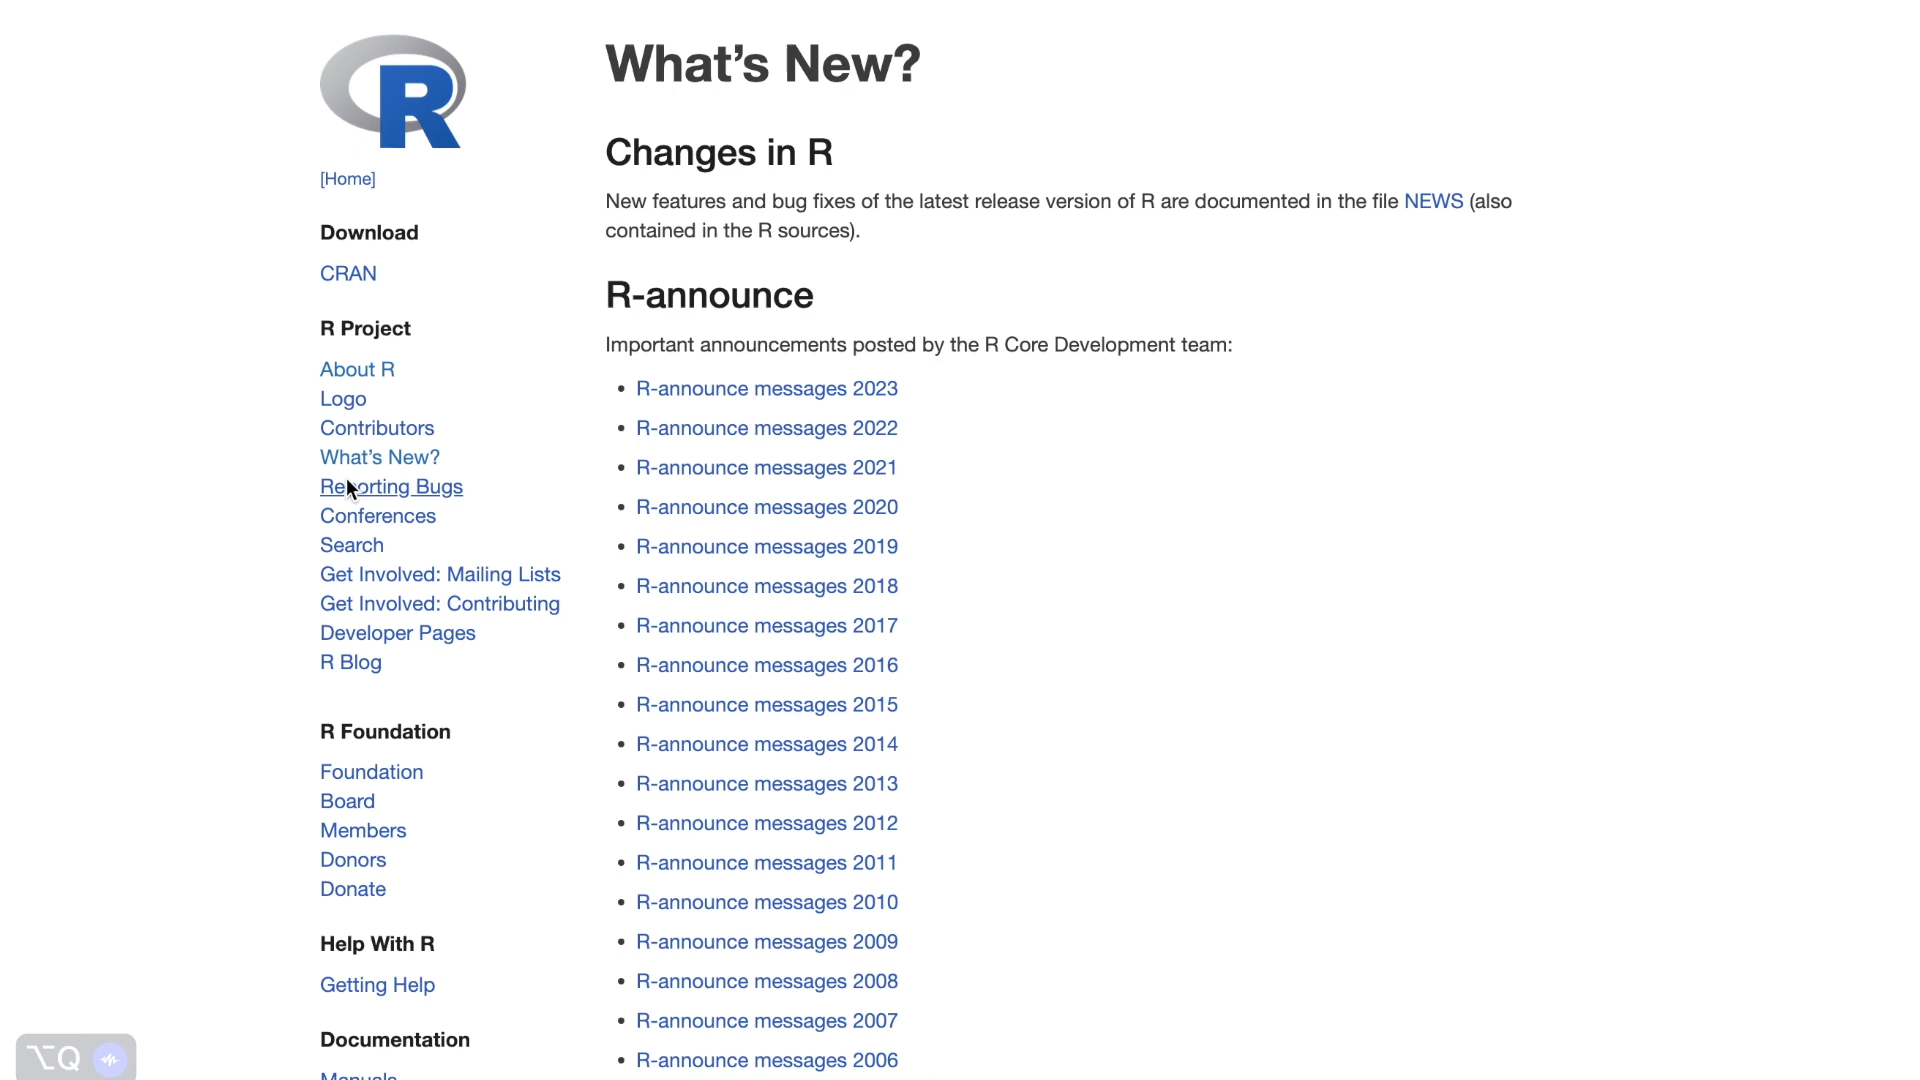 R
[Home]
Download
CRAN
R Project
About R
Logo
Contributors
What's New?
Reporting Bugs
Conferences
Search
Get Involved: Mailing Lists
Get Involved: Contributing
Developer Pages
R Blog
R Foundation
Foundation
Board
Members
Donors
Donate
Help With R
Getting Help
Documentation
Manuals
What's New?
Changes in R
New features and bug fixes of the latest release version of R are documented in the file NEWS (also
contained in the R sources).
R-announce
Important announcements posted by the R Core Development team:
• R-announce messages 2023
• R-announce messages 2022
• R-announce messages 2021
• R-announce messages 2020
• R-announce messages 2019
• R-announce messages 2018
• R-announce messages 2017
• R-announce messages 2016
• R-announce messages 2015
• R-announce messages 2014
• R-announce messages 2013
• R-announce messages 2012
• R-announce messages 2011
• R-announce messages 2010
• R-announce messages 2009
• R-announce messages 2008
• R-announce messages 2007
• R-announce messages 2006
⌥Q